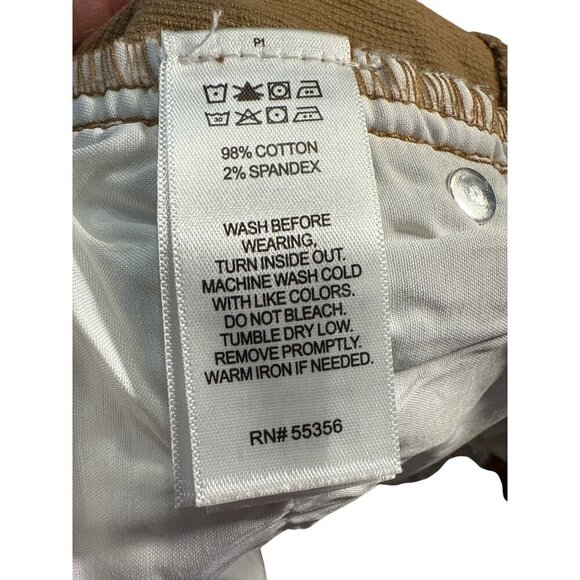 P1
30
98% COTTON
2% SPANDEX
WASH BEFORE
WEARING,
TURN INSIDE OUT.
MACHINE WASH COLD
WITH LIKE COLORS.
DO NOT BLEACH.
TUMBLE DRY LOW.
REMOVE PROMPTLY.
WARM IRON IF NEEDED.
RN# 55356